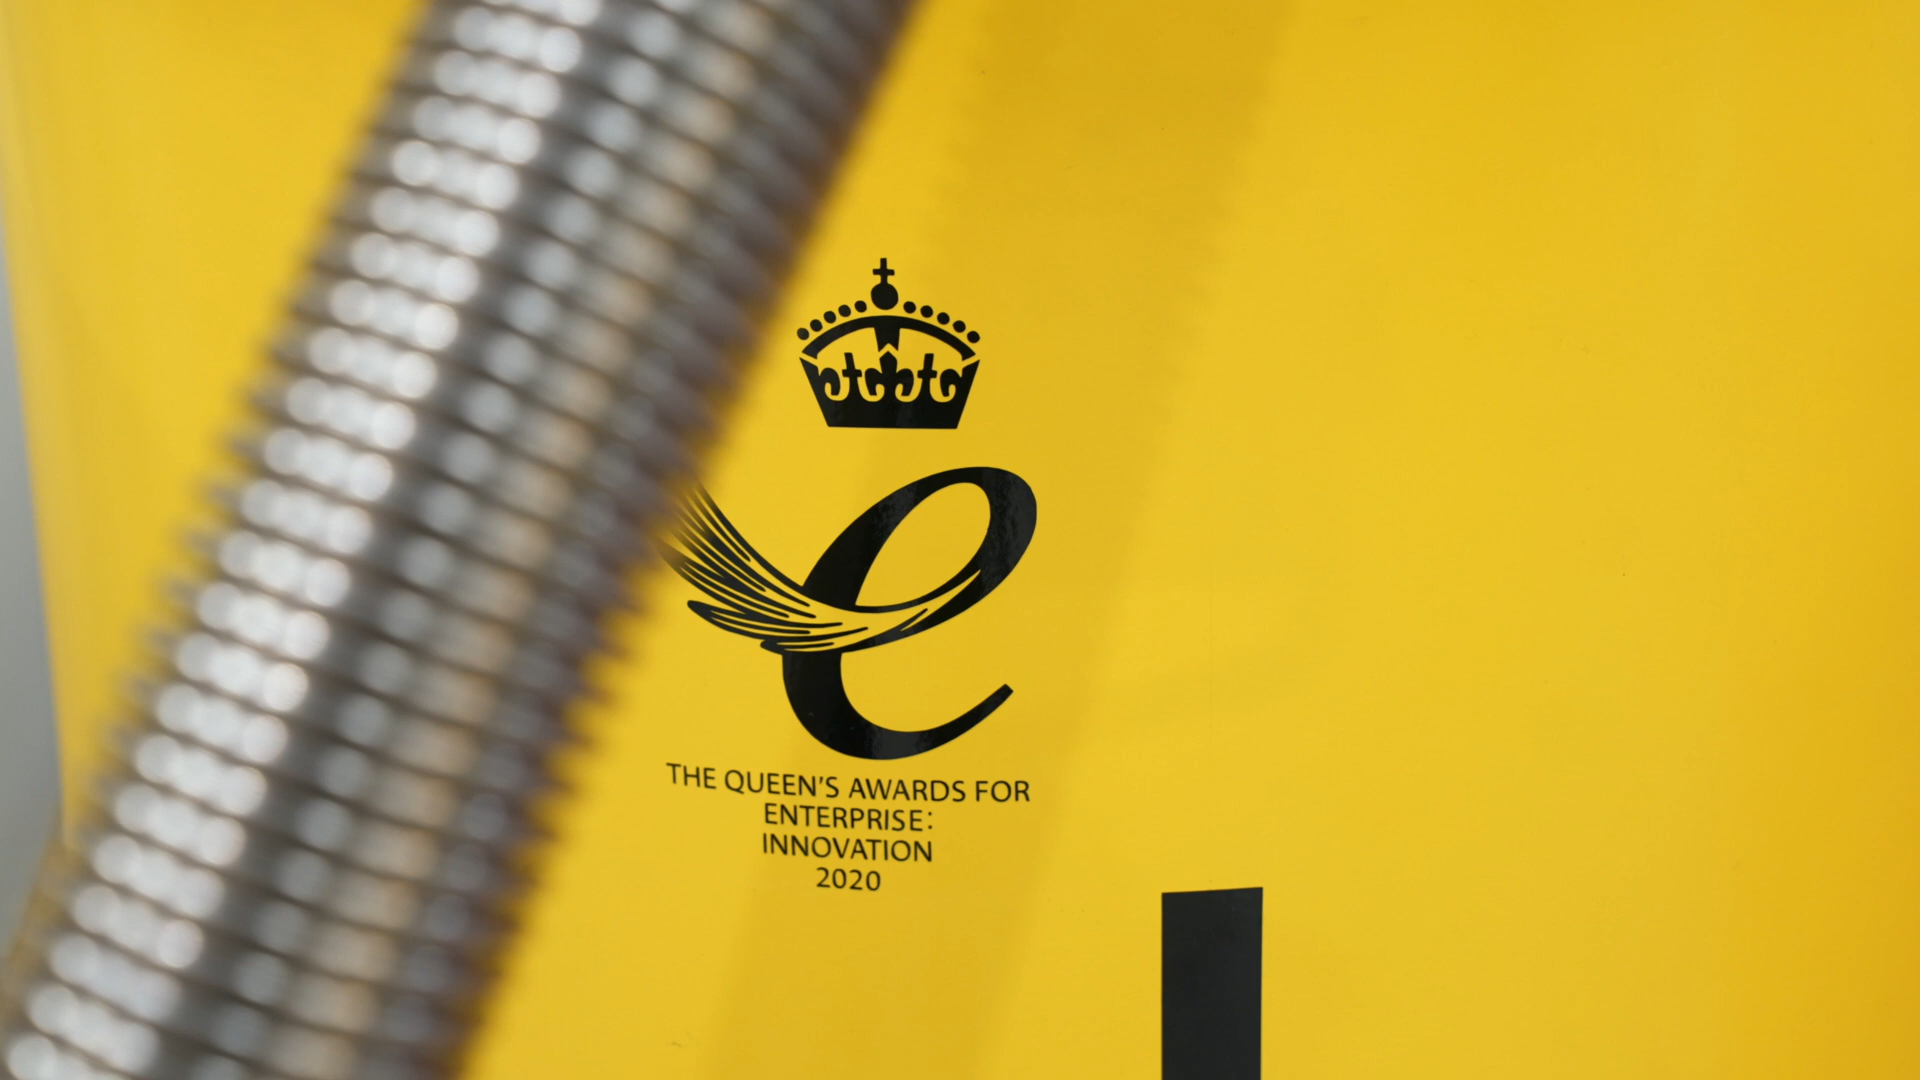 THE QUEEN'S AWARDS FOR
ENTERPRISE:
INNOVATION
2020